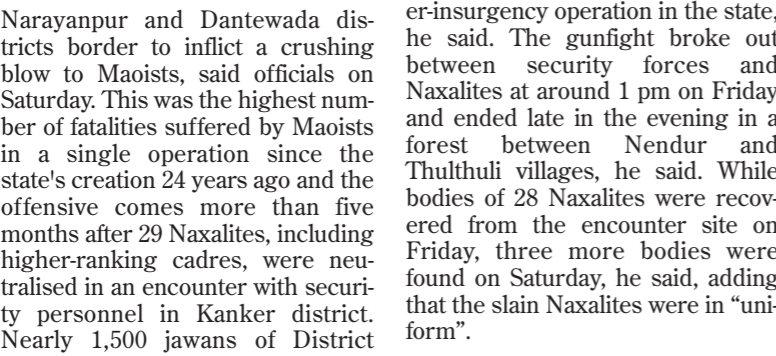 Narayanpur and Dantewada dis-
tricts border to inflict a crushing
blow to Maoists, said officials on
Saturday. This was the highest num-
ber of fatalities suffered by Maoists
in a single operation since the
state's creation 24 years ago and the
offensive comes more than five
months after 29 Naxalites, including
higher-ranking cadres, were neu-
tralised in an encounter with securi-
ty personnel in Kanker district.
Nearly 1,500 jawans of District
er-insurgency operation in the state,
he said. The gunfight broke out
between security forces and
Naxalites at around 1 pm on Friday
and ended late in the evening in a
forest between Nendur and
Thulthuli villages, he said. While
bodies of 28 Naxalites were recov-
ered from the encounter site on
Friday, three more bodies were
found on Saturday, he said, adding
that the slain Naxalites were in “uni-
form”.